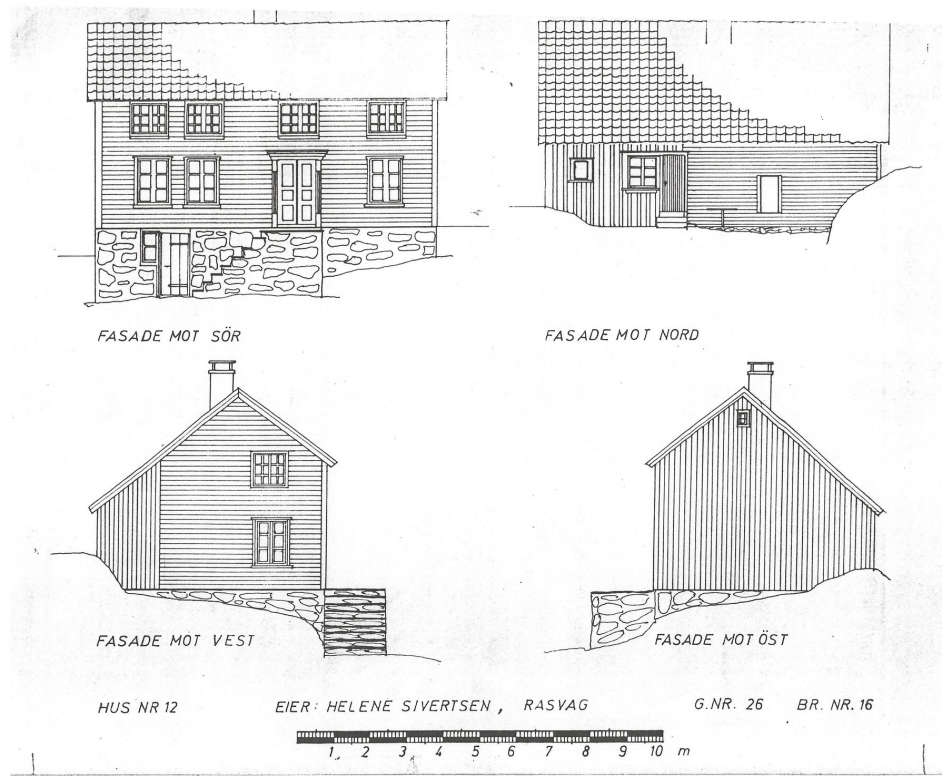 FASADE MOT SÖR
FASADE MOT NORD
FASADE MOT VEST
FASADE MOT ÖST
HUS NR 12
EIER: HELENE SIVERTSEN, RASVAG
G.NR. 26
BR. NR. 16
1 2 3 4 5 6 7 8 9 10 m